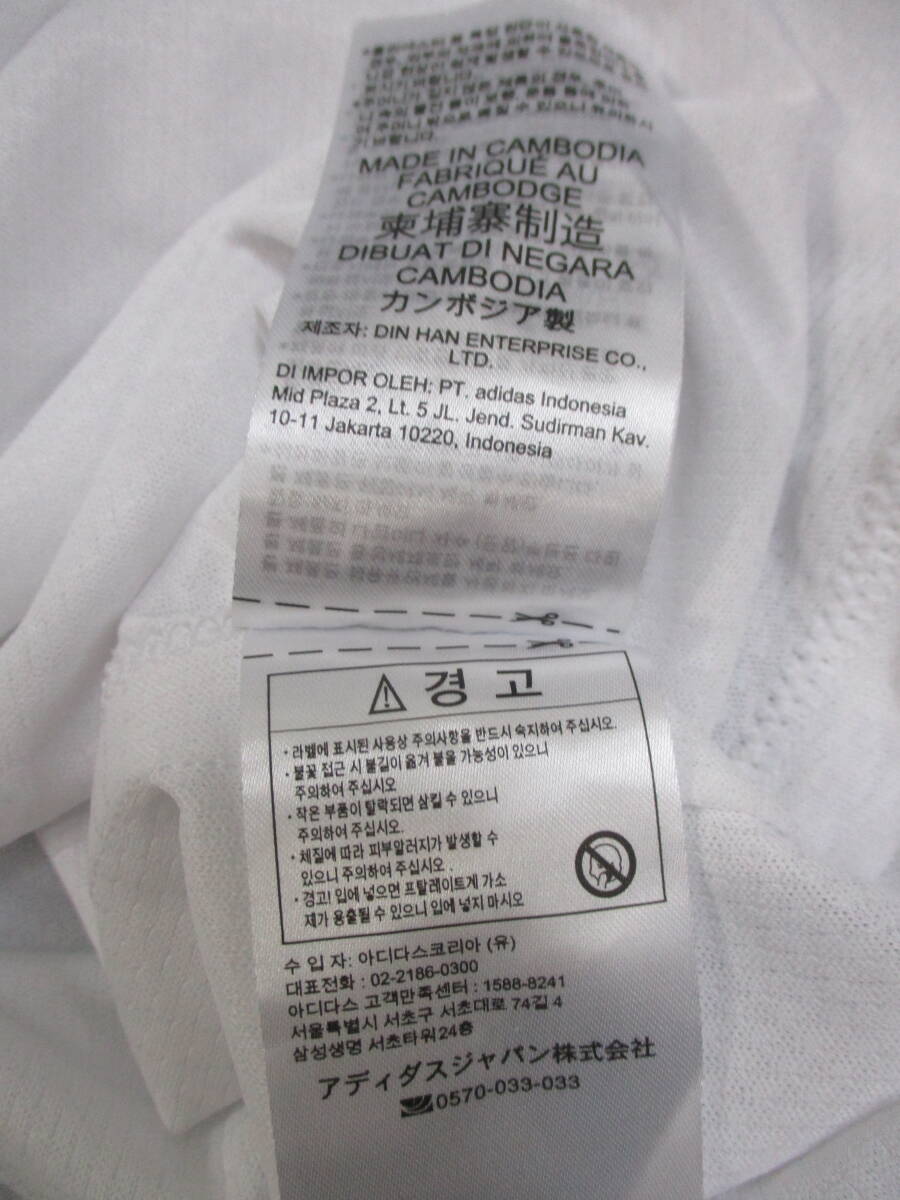 기 바랍니다.
MADE IN CAMBODIA
FABRIQUÉ AU
CAMBODGE
柬埔寨制造
DIBUAT DI NEGARA
CAMBODIA
カンボジア製
제조자: DIN HAN ENTERPRISE CO.,
LTD.
DI IMPOR OLEH: PT. adidas Indonesia
Mid Plaza 2, Lt. 5 JL. Jend. Sudirman Kav.
10-11 Jakarta 10220, Indonesia
경 고
· 라벨에 표시된 사용상 주의사항을 반드시 숙지하여 주십시오.
· 불꽃 접근 시 불길이 옮겨 붙을 가능성이 있으니
주의하여 주십시오
· 작은 부품이 탈락되면 삼킬 수 있으니
주의하여 주십시오.
· 체질에 따라 피부알러지가 발생할 수
있으니 주의하여 주십시오 .
· 경고! 입에 넣으면 프탈레이트계 가소
제가 용출될 수 있으니 입에 넣지 마시오
수 입 자: 아디다스코리아 (유)
대표전화 : 02-2186-0300
아디다스 고객만족센터 : 1588-8241
서울특별시 서초구 서초대로 74길 4
삼성생명 서초타워 24층
アディダスジャパン株式会社
0570-033-033